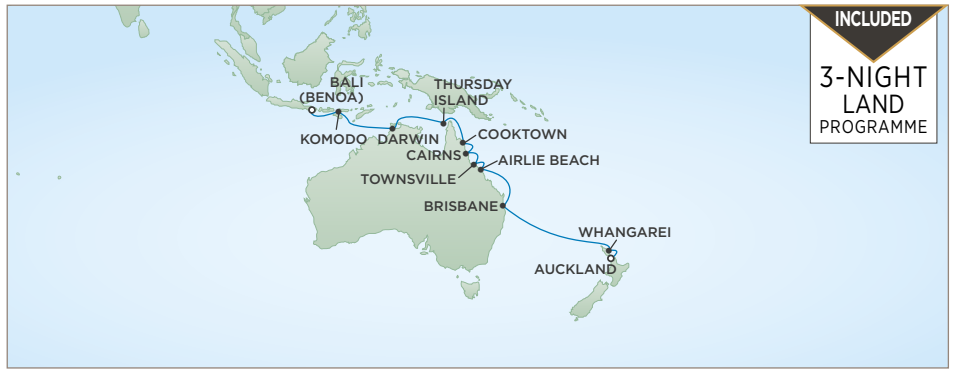 INCLUDED
3-NIGHT
LAND
PROGRAMME
BALI
(BENOA)
THURSDAY
ISLAND
KOMODO
DARWIN
COOKTOWN
CAIRNS
AIRLIE BEACH
TOWNSVILLE
BRISBANE
WHANGAREI
AUCKLAND